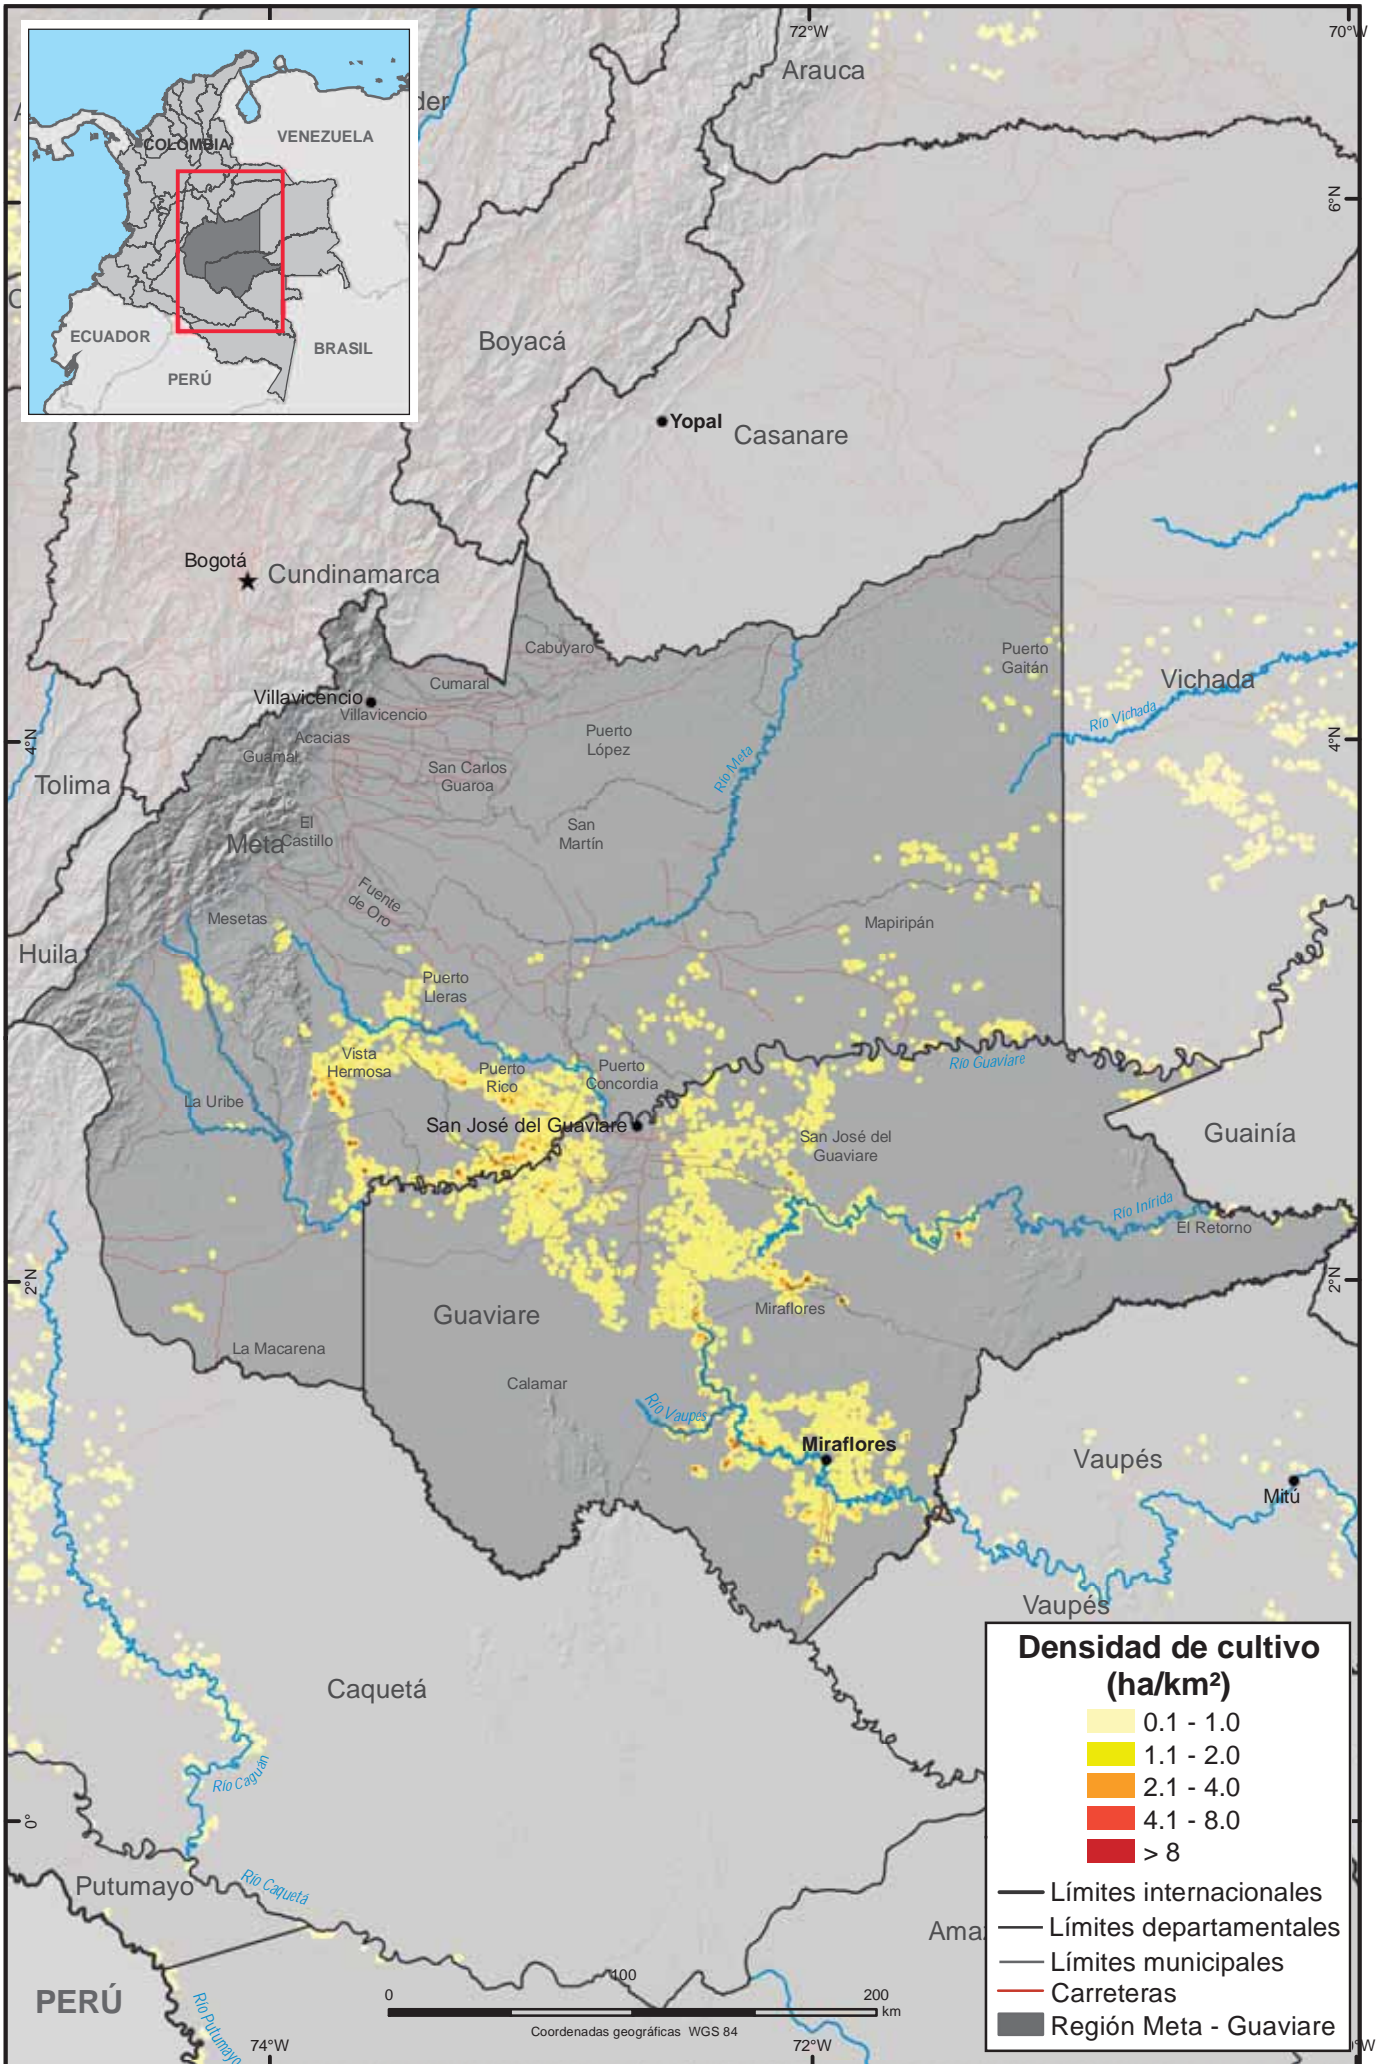 72°W
70°W
Arauca
der
VENEZUELA
COLOMBIA
ECUADOR
BRASIL
PERÚ
6°N
Boyacá
Yopal
Casanare
Bogotá
Cundinamarca
Cabuyaro
Puerto
Gaitán
Cumaral
Vichada
Villavicencio
Villavicencio
Río Vichada
Acacias
Puerto
López
4°N
4°N
Guamal
San Carlos
Guaroa
Río Meta
Tolima
El
Castillo
San
Martín
Meta
Fuente
de Oro
Mesetas
Mapiripán
Huila
Puerto
Lleras
Vista
Hermosa
Puerto
Rico
Puerto
Concordia
Río Guaviare
La Uribe
San José del Guaviare
San José del
Guaviare
Guainía
Río Inírida
El Retorno
2°N
2°N
Guaviare
Miraflores
La Macarena
Calamar
Río Vaupés
Miraflores
Vaupés
Mitú
Vaupés
Caquetá
Densidad de cultivo
(ha/km²)
0.1 - 1.0
1.1 - 2.0
2.1 - 4.0
4.1 - 8.0
> 8
Límites internacionales
Límites departamentales
Límites municipales
Carreteras
Región Meta - Guaviare
Río Caguán
0°
Putumayo
Río Caquetá
Ama
PERÚ
Río Putumayo
0
100
200
km
Coordenadas geográficas WGS 84
74°W
72°W
°W